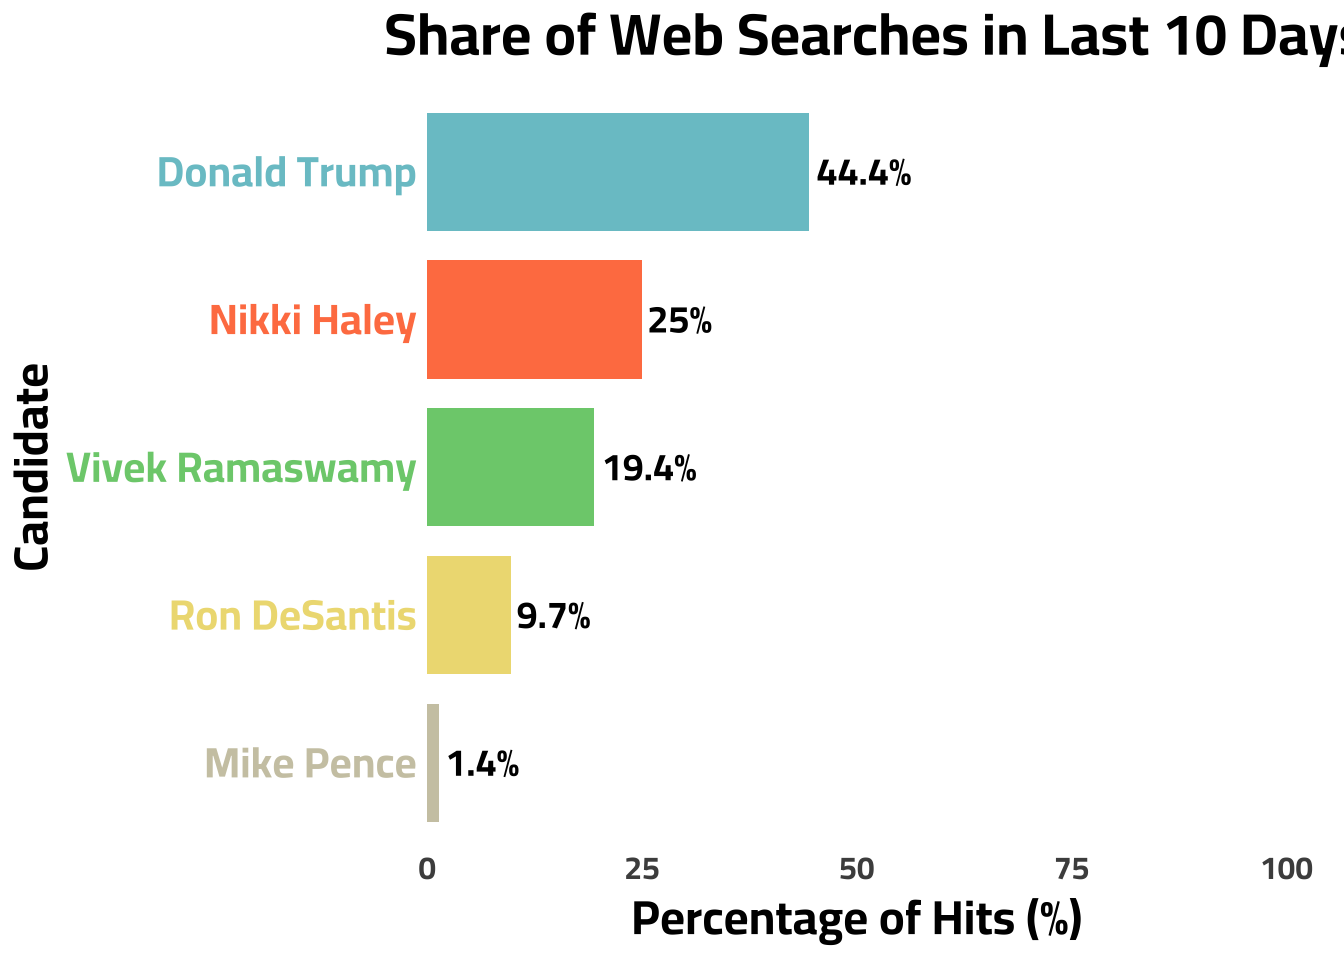 Share of Web Searches in Last 10 Days
Donald Trump
44.4%
Nikki Haley
25%
Vivek Ramaswamy
19.4%
Ron DeSantis
9.7%
Mike Pence
1.4%
Candidate
0 25 50 75 100
Percentage of Hits (%)